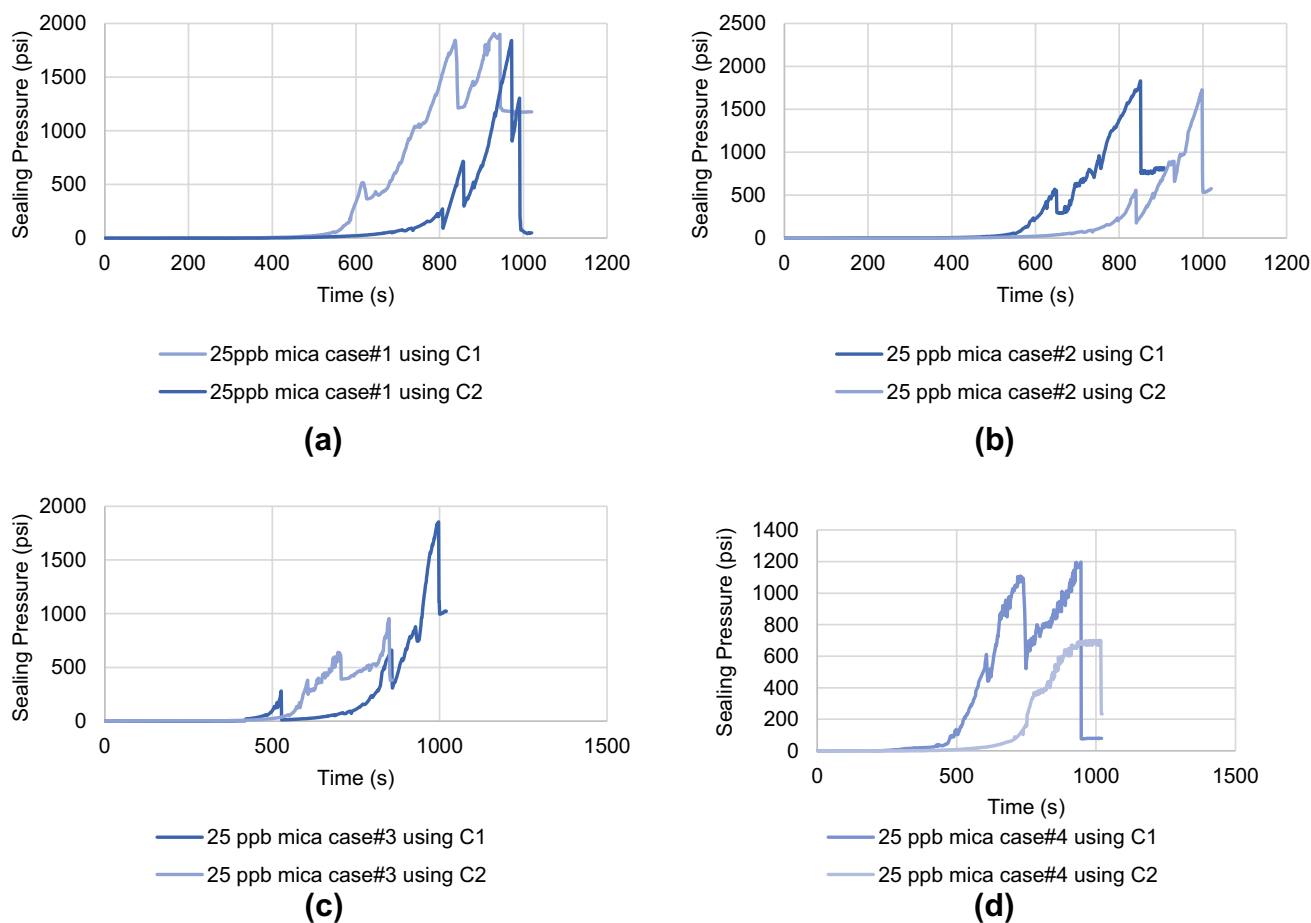 Sealing Pressure (psi)
2000
1500
1000
500
0
0 200 400 600 800 1000 1200
Time (s)
25ppb mica case#1 using C1
25ppb mica case#1 using C2
(a)
Sealing Pressure (psi)
2500
2000
1500
1000
500
0
0 200 400 600 800 1000 1200
Time (s)
25 ppb mica case#2 using C1
25 ppb mica case#2 using C2
(b)
Sealing Pressure (psi)
2000
1500
1000
500
0
0 500 1000 1500
Time (s)
25 ppb mica case#3 using C1
25 ppb mica case#3 using C2
(c)
Sealing Pressure (psi)
1400
1200
1000
800
600
400
200
0
0 500 1000 1500
Time (s)
25 ppb mica case#4 using C1
25 ppb mica case#4 using C2
(d)